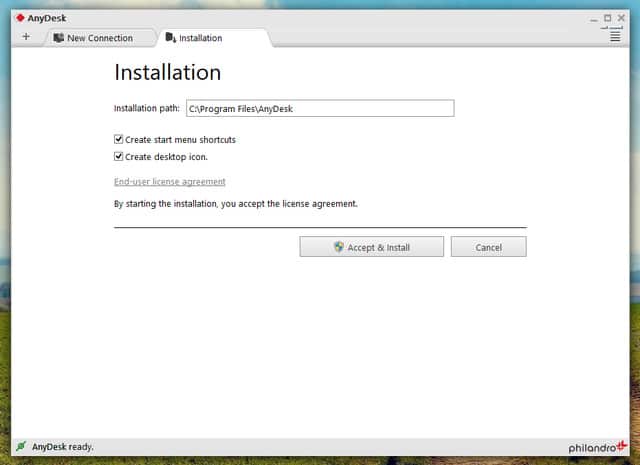 AnyDesk
New Connection
Installation
Installation
Installation path: C:\Program Files\AnyDesk
Create start menu shortcuts
Create desktop icon.
End-user license agreement
By starting the installation, you accept the license agreement.
Accept & Install Cancel
AnyDesk ready.
philandro